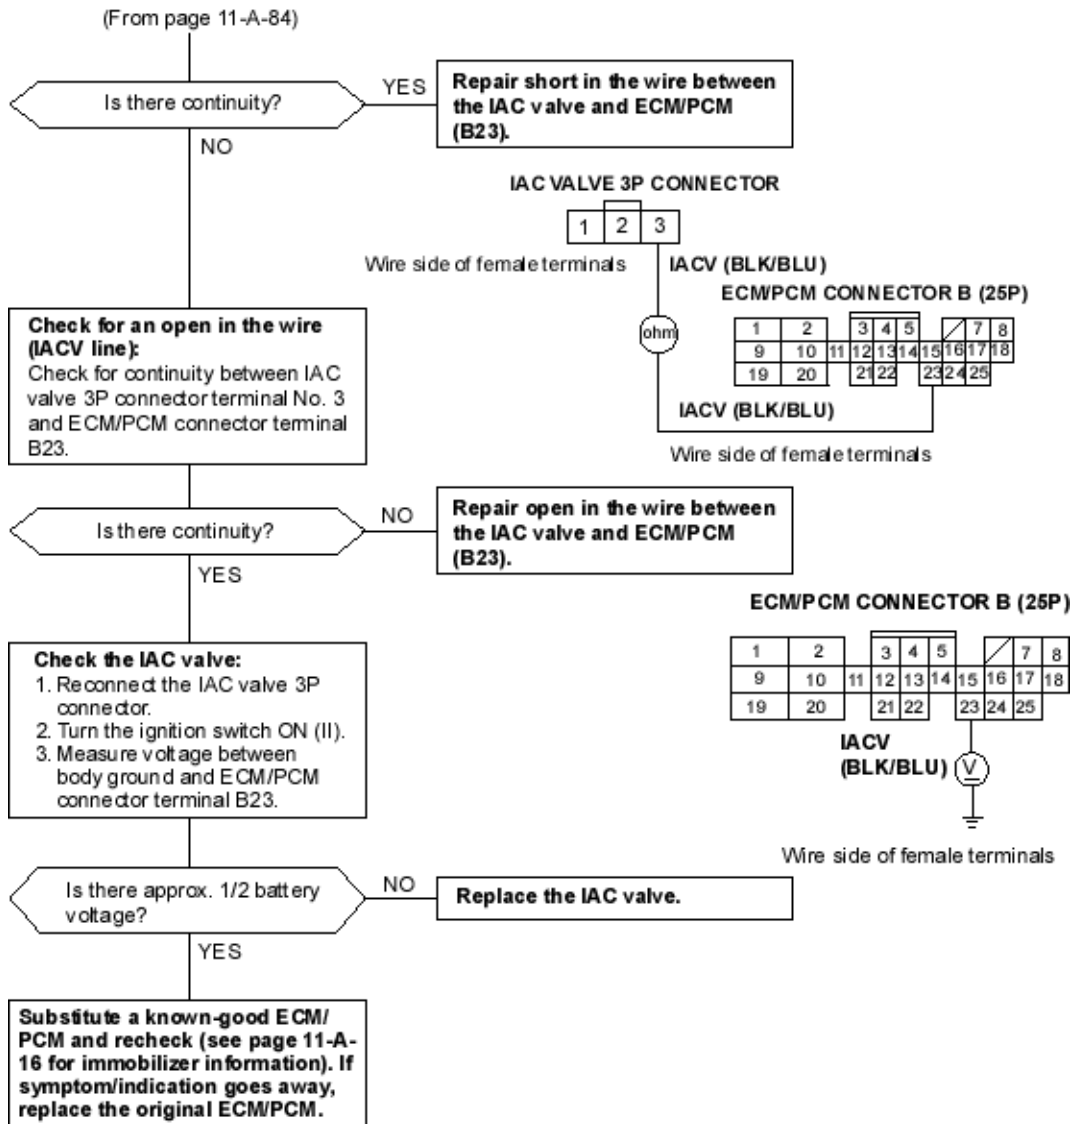 (From page 11-A-84)
Is there continuity?
YES
Repair short in the wire between
the IAC valve and ECM/PCM
(B23).
NO
IAC VALVE 3P CONNECTOR
1 2 3
Wire side of female terminals
IACV (BLK/BLU)
ECM/PCM CONNECTOR B (25P)
1 2 3 4 5 7 8
9 10 11 12 13 14 15 16 17 18
19 20 21 22 23 24 25
ohm
IACV (BLK/BLU)
Wire side of female terminals
Check for an open in the wire
(IACV line):
Check for continuity between IAC
valve 3P connector terminal No. 3
and ECM/PCM connector terminal
B23.
Is there continuity?
NO
Repair open in the wire between
the IAC valve and ECM/PCM
(B23).
YES
ECM/PCM CONNECTOR B (25P)
1 2 3 4 5 7 8
9 10 11 12 13 14 15 16 17 18
19 20 21 22 23 24 25
IACV
(BLK/BLU)
V
Wire side of female terminals
Check the IAC valve:
1. Reconnect the IAC valve 3P
connector.
2. Turn the ignition switch ON (II).
3. Measure voltage between
body ground and ECM/PCM
connector terminal B23.
Is there approx. 1/2 battery
voltage?
NO
Replace the IAC valve.
YES
Substitute a known-good ECM/
PCM and recheck (see page 11-A-
16 for immobilizer information). If
symptom/indication goes away,
replace the original ECM/PCM.